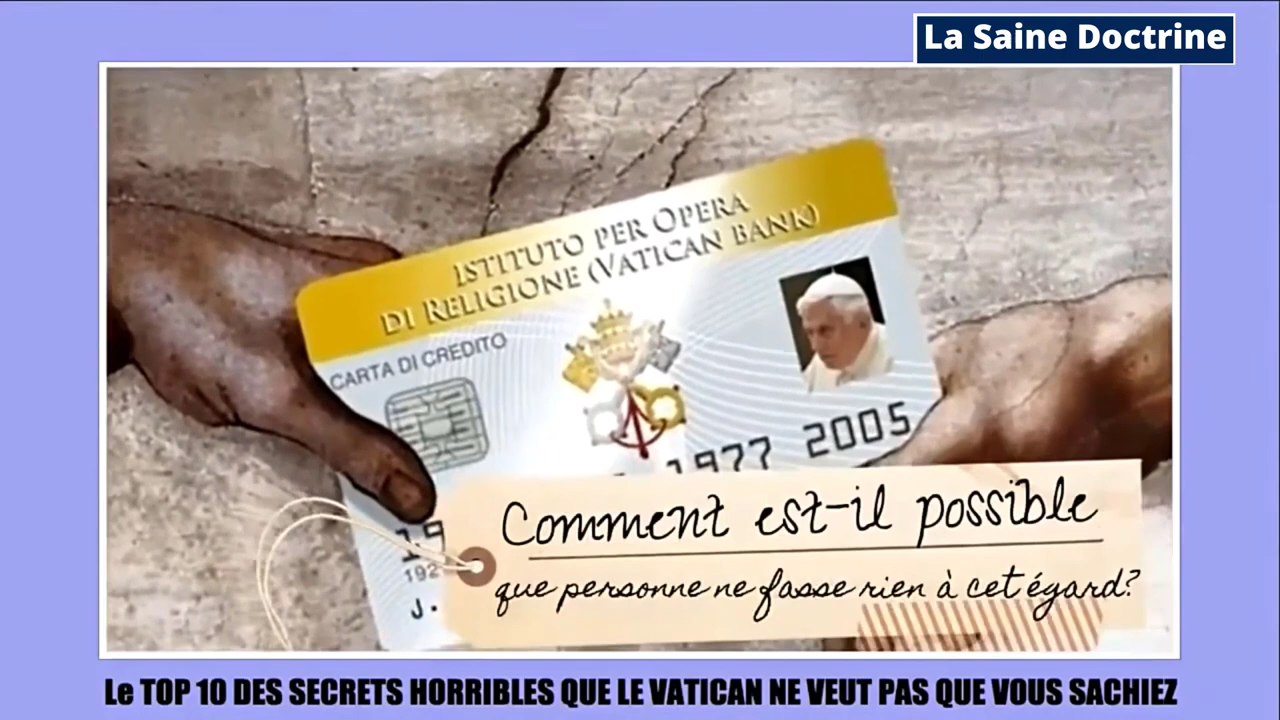 La Saine Doctrine
ISTITUTO PER OPERA
DI RELIGIONE (VATICAN BANK)
CARTA DI CREDITO
1977 2005
19
192
J.
Comment est-il possible
que personne ne fasse rien à cet égard?
Le TOP 10 DES SECRETS HORRIBLES QUE LE VATICAN NE VEUT PAS QUE VOUS SACHIEZ